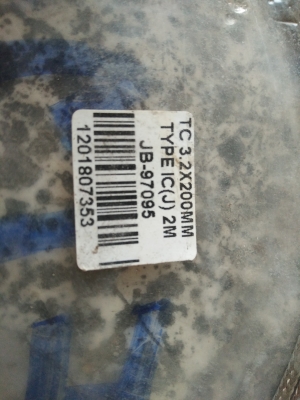 TC 3,2X200MM
TYPE IC(J) 2M
JB-97095
1201807353